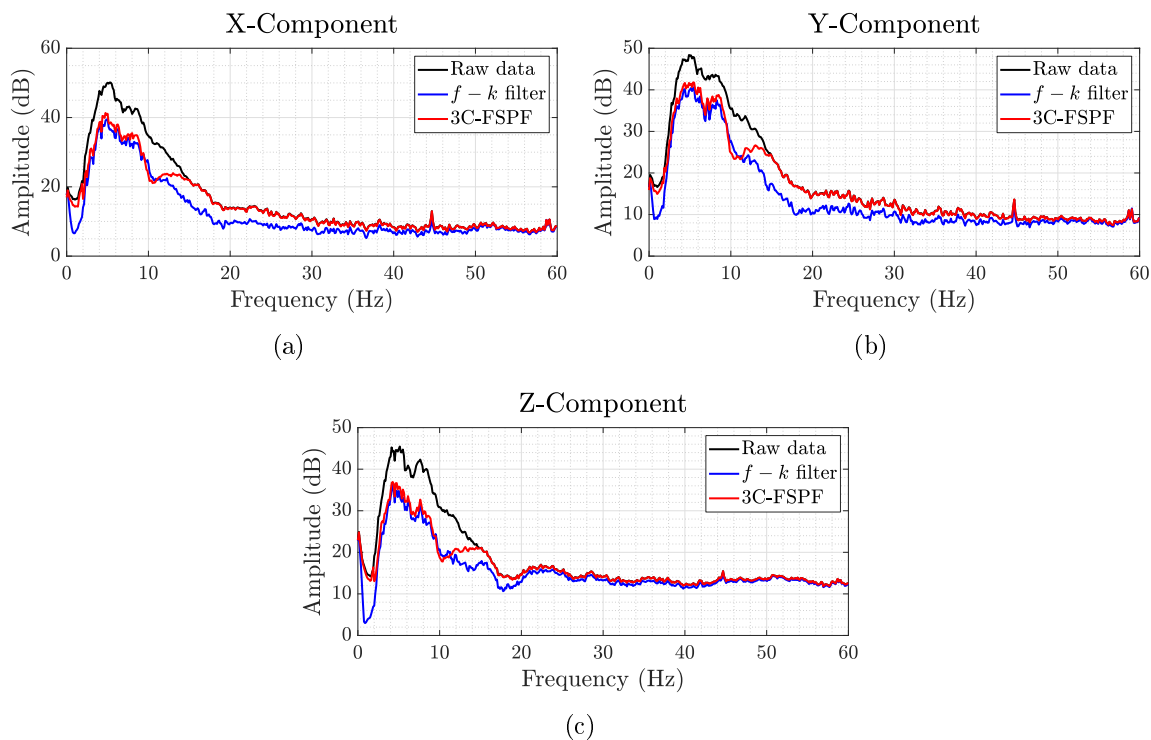 X-Component
60
40
20
0
Amplitude (dB)
Raw data
f − k filter
3C-FSPF
0 10 20 30 40 50 60
Frequency (Hz)
(a)
Y-Component
50
40
30
20
10
0
Amplitude (dB)
Raw data
f − k filter
3C-FSPF
0 10 20 30 40 50 60
Frequency (Hz)
(b)
Z-Component
50
40
30
20
10
0
Amplitude (dB)
Raw data
f − k filter
3C-FSPF
0 10 20 30 40 50 60
Frequency (Hz)
(c)